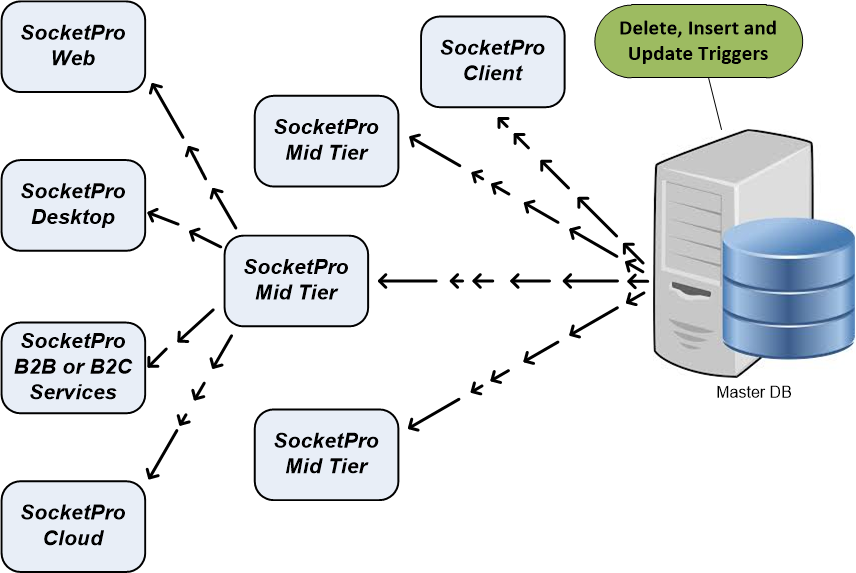 SocketPro
Web
SocketPro
Client
Delete, Insert and
Update Triggers
SocketPro
Mid Tier
SocketPro
Desktop
SocketPro
Mid Tier
SocketPro
B2B or B2C
Services
Master DB
SocketPro
Mid Tier
SocketPro
Cloud